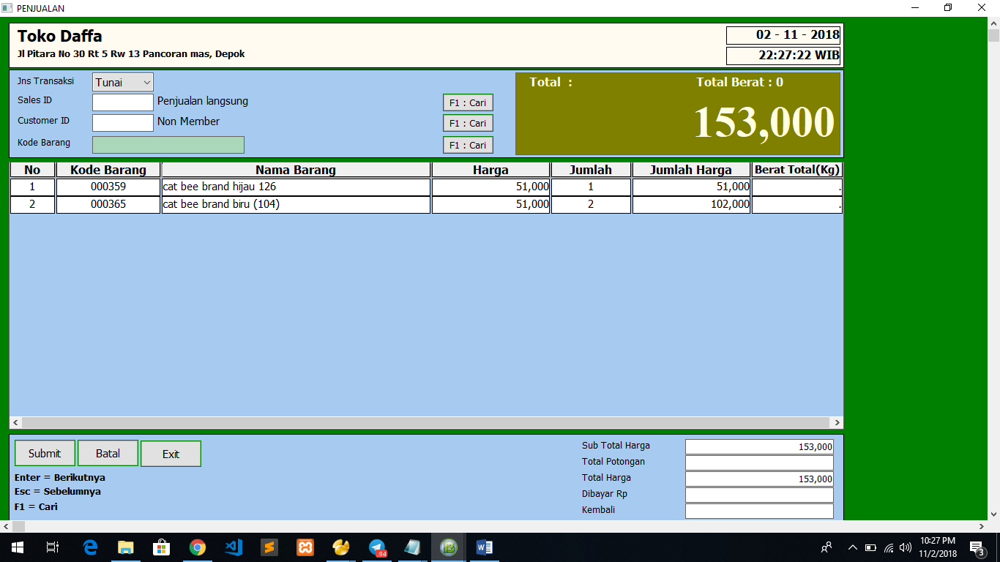 PENJUALAN
Toko Daffa
Jl Pitara No 30 Rt 5 Rw 13 Pancoran mas, Depok
02 - 11 - 2018
22:27:22 WIB
Jns Transaksi Tunai
Sales ID Penjualan langsung F1 : Cari
Customer ID Non Member F1 : Cari
Kode Barang F1 : Cari
Total : Total Berat : 0
153,000
No Kode Barang Nama Barang Harga Jumlah Jumlah Harga Berat Total(Kg)
1 000359 cat bee brand hijau 126 51,000 1 51,000 .
2 000365 cat bee brand biru (104) 51,000 2 102,000 .
Submit Batal Exit
Enter = Berikutnya
Esc = Sebelumnya
F1 = Cari
Sub Total Harga 153,000
Total Potongan
Total Harga 153,000
Dibayar Rp
Kembali
94
10:27 PM
11/2/2018
3